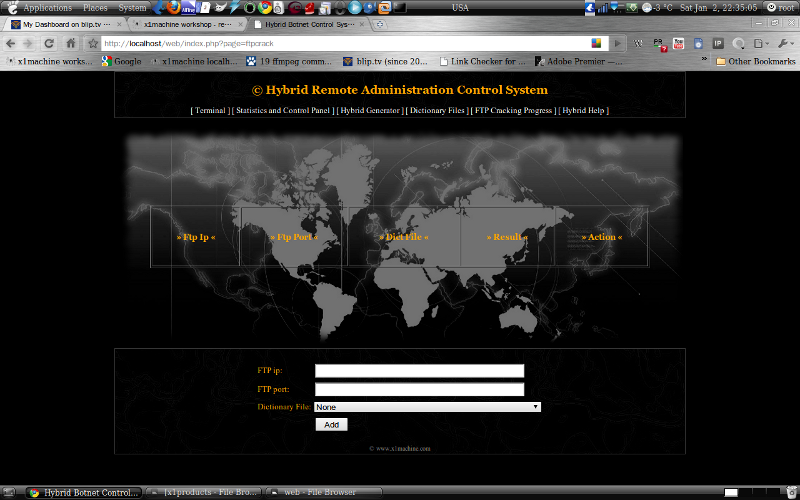 Applications Places System USA -3 °C Sat Jan 2, 22:35:05 root
My Dashboard on blip.tv x1machine workshop - re... Hybrid Botnet Control Sys...
http://localhost/web/index.php?page=ftpcrack
x1machine works... Google x1machine localh... 19 ffmpeg comm... blip.tv (since 20... Link Checker for ... Adobe Premier —... » Other Bookmarks
© Hybrid Remote Administration Control System
[ Terminal ] [ Statistics and Control Panel ] [ Hybrid Generator ] [ Dictionary Files ] [ FTP Cracking Progress ] [ Hybrid Help ]
» Ftp Ip « » Ftp Port « » Dict File « » Result « » Action «
FTP ip:
FTP port:
Dictionary File: None
Add
© www.x1machine.com
Hybrid Botnet Control... [x1products - File Bro... web - File Browser